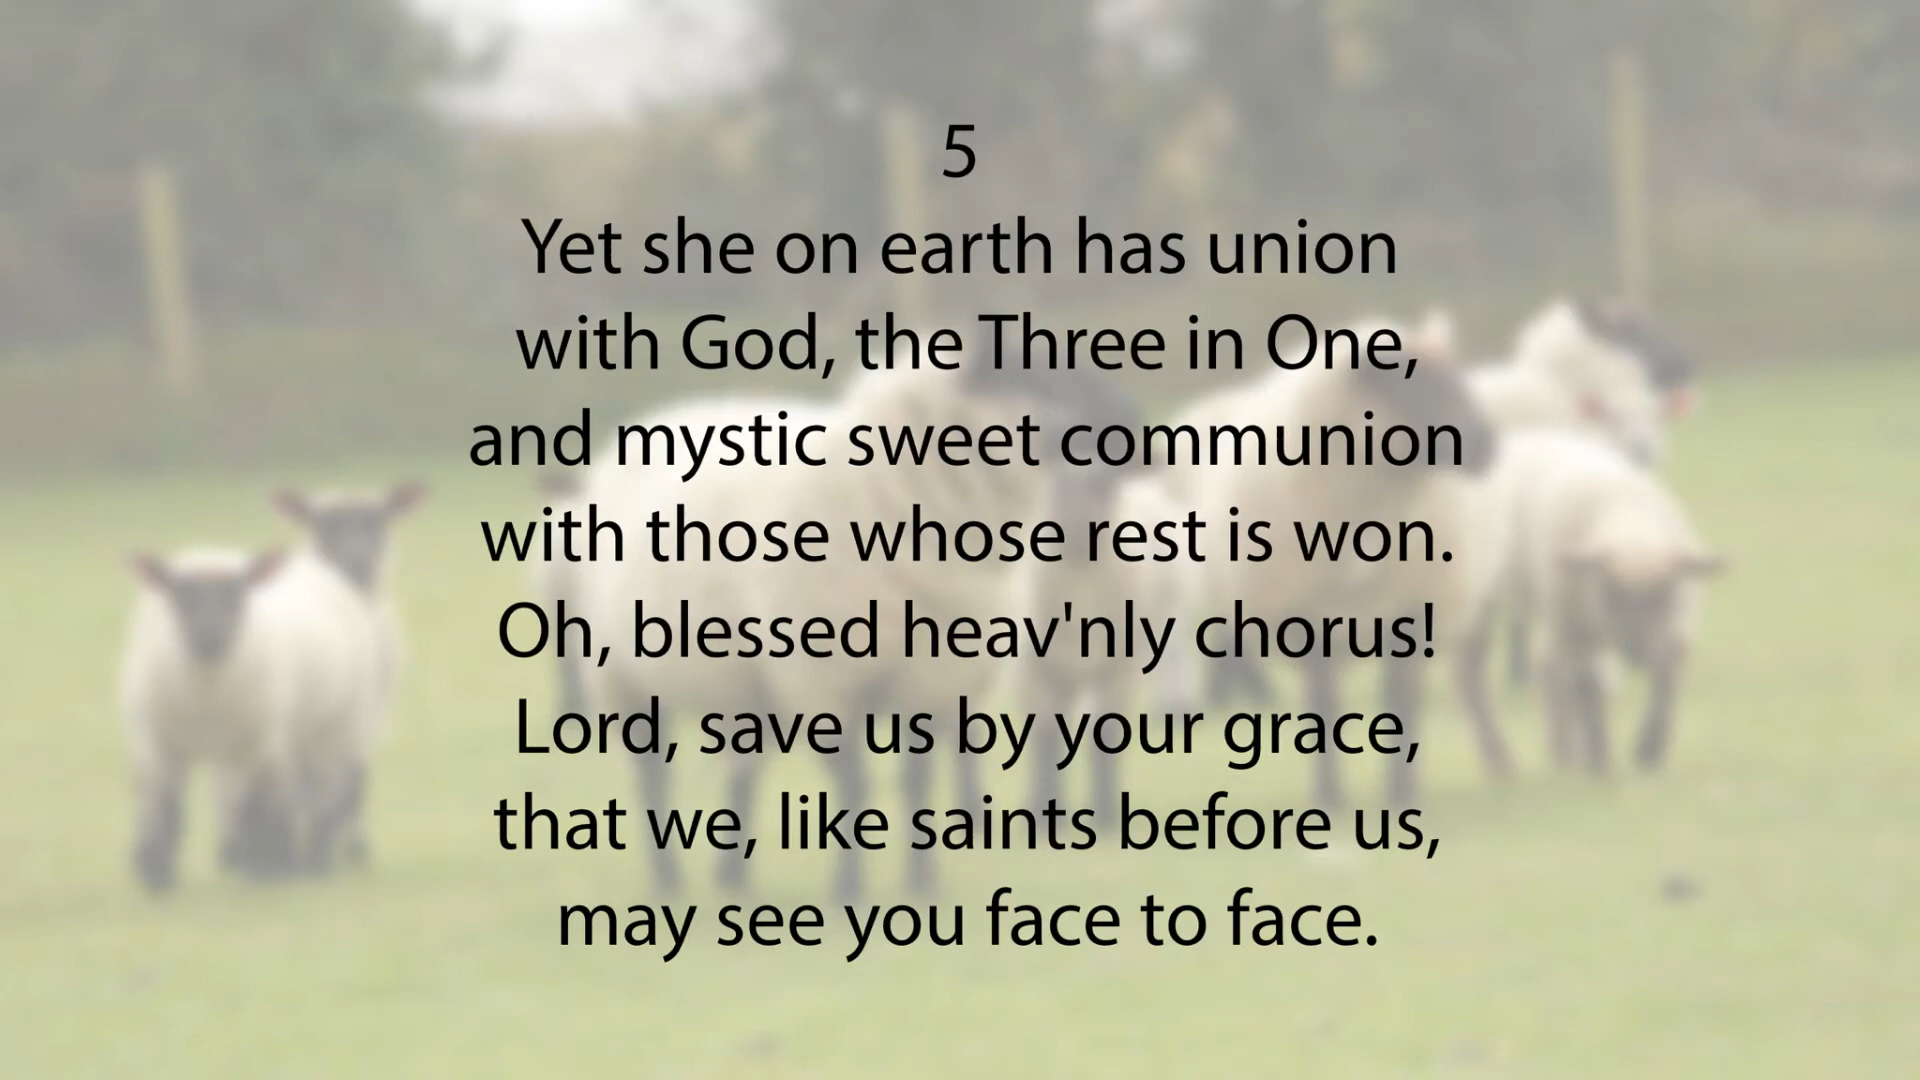 5
Yet she on earth has union
with God, the Three in One,
and mystic sweet communion
with those whose rest is won.
Oh, blessed heav'nly chorus!
Lord, save us by your grace,
that we, like saints before us,
may see you face to face.